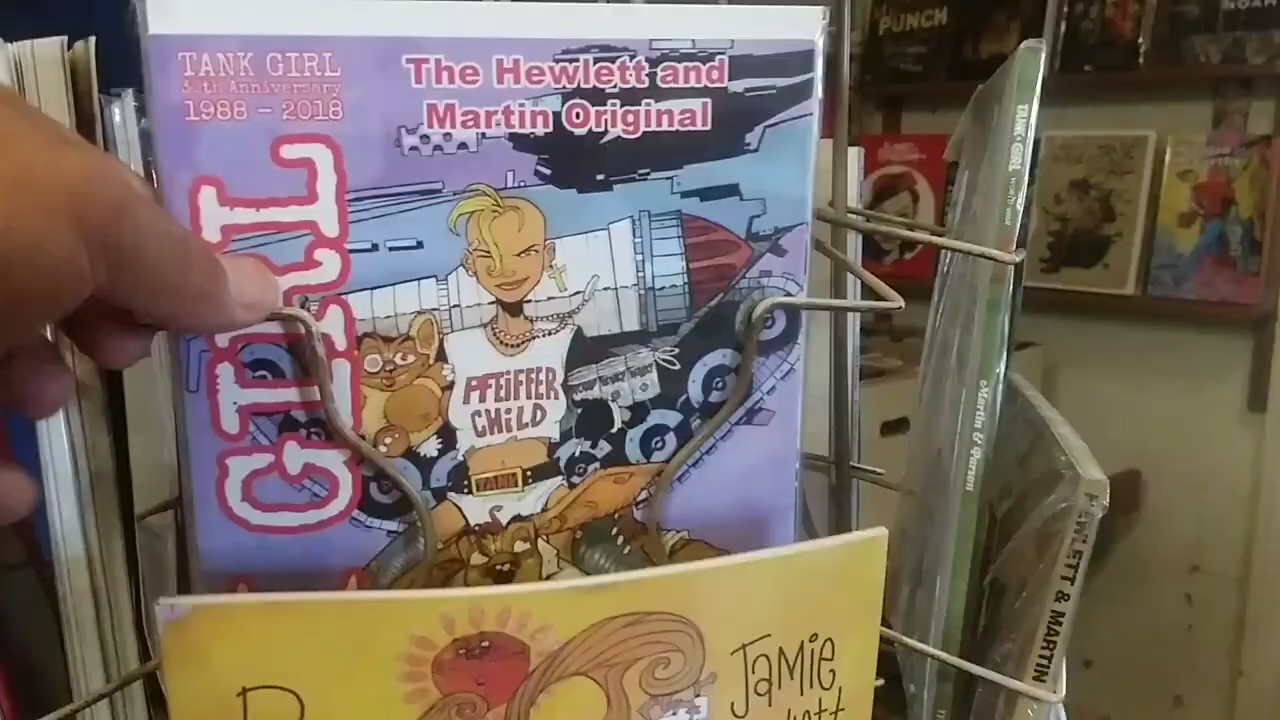 TANK GIRL
30th Anniversary
1988 - 2018
The Hewlett and
Martin Original
GIRL
PFEIFFER
CHILD
TANK
JAMIE
TANK GIRL
Martin & Parson
HEWLETT & MARTIN
PUNCH
NOAH